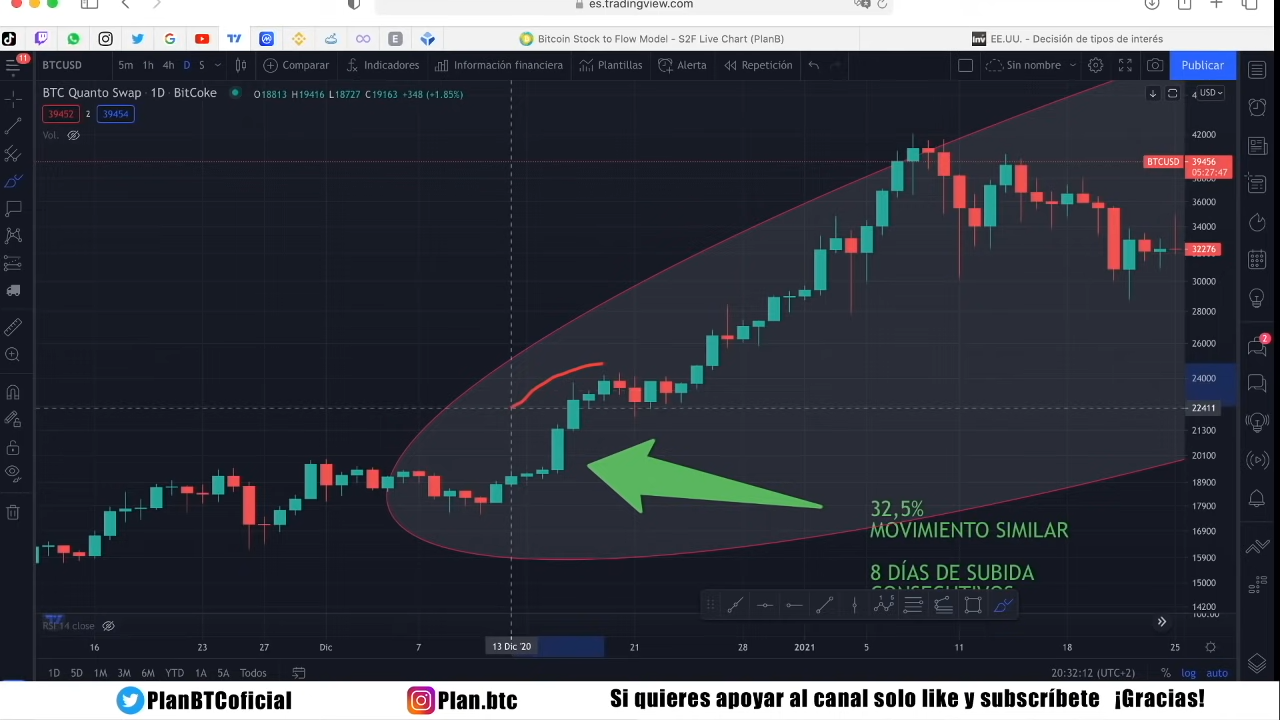 es.tradingview.com
Bitcoin Stock to Flow Model - S2F Live Chart (PlanB)
Inv EE.UU. - Decisión de tipos de interés
11
BTCUSD 5m 1h 4h D S Comparar Indicadores Información financiera Plantillas Alerta Repetición Sin nombre Publicar
BTC Quanto Swap · 1D · BitCoke O18813 H19416 L18727 C19163 +348 (+1.85%) USD
39452 2 39454
Vol.
42000
BTCUSD 39456
05:27:47
38000
36000
34000
32276
30000
28000
26000
24000
22411
21300
20100
18900
17900
16900
15900
15000
14200
2
32,5%
MOVIMIENTO SIMILAR
8 DÍAS DE SUBIDA
CONSECUTIVOS
RSI 14 close
16 23 27 Dic 7 13 Dic '20 21 28 2021 5 11 18 25
1D 5D 1M 3M 6M YTD 1A 5A Todos 20:32:12 (UTC+2) % log auto
PlanBTCoficial Plan.btc Si quieres apoyar al canal solo like y subscríbete ¡Gracias!